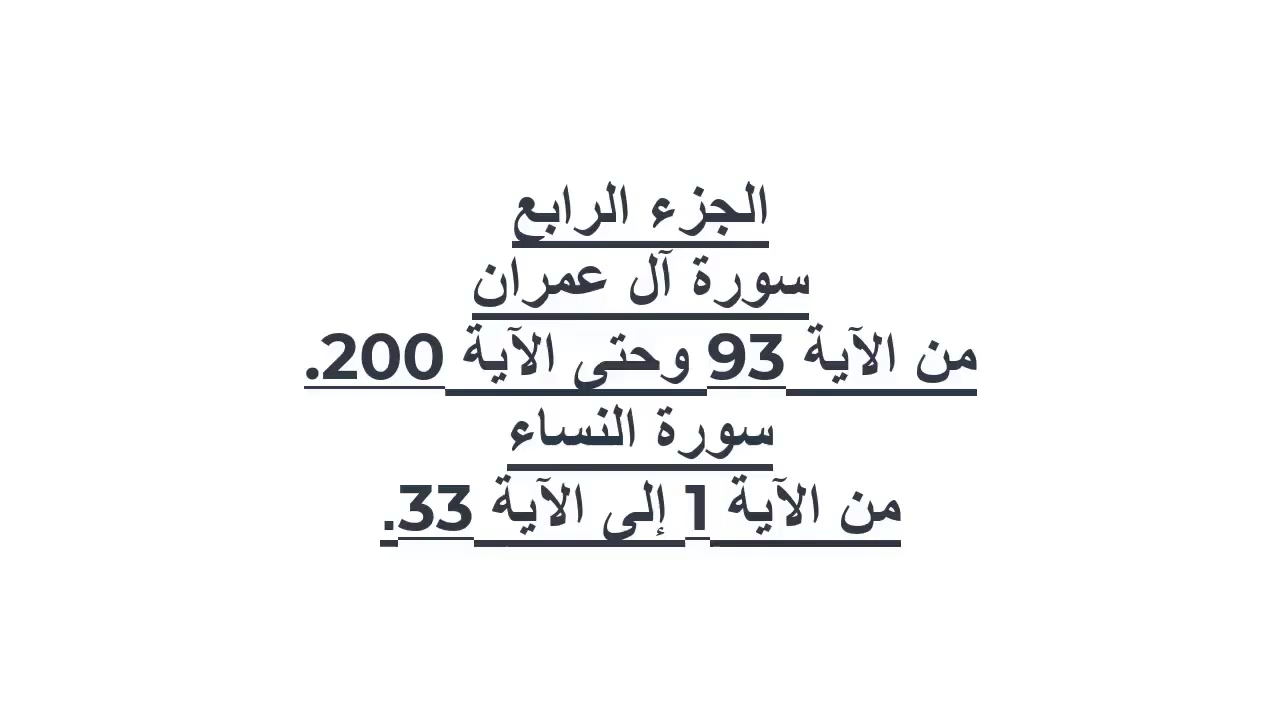 الجزء الرابع
سورة آل عمران
من الآية 93 وحتى الآية 200.
سورة النساء
من الآية 1 إلى الآية 33.